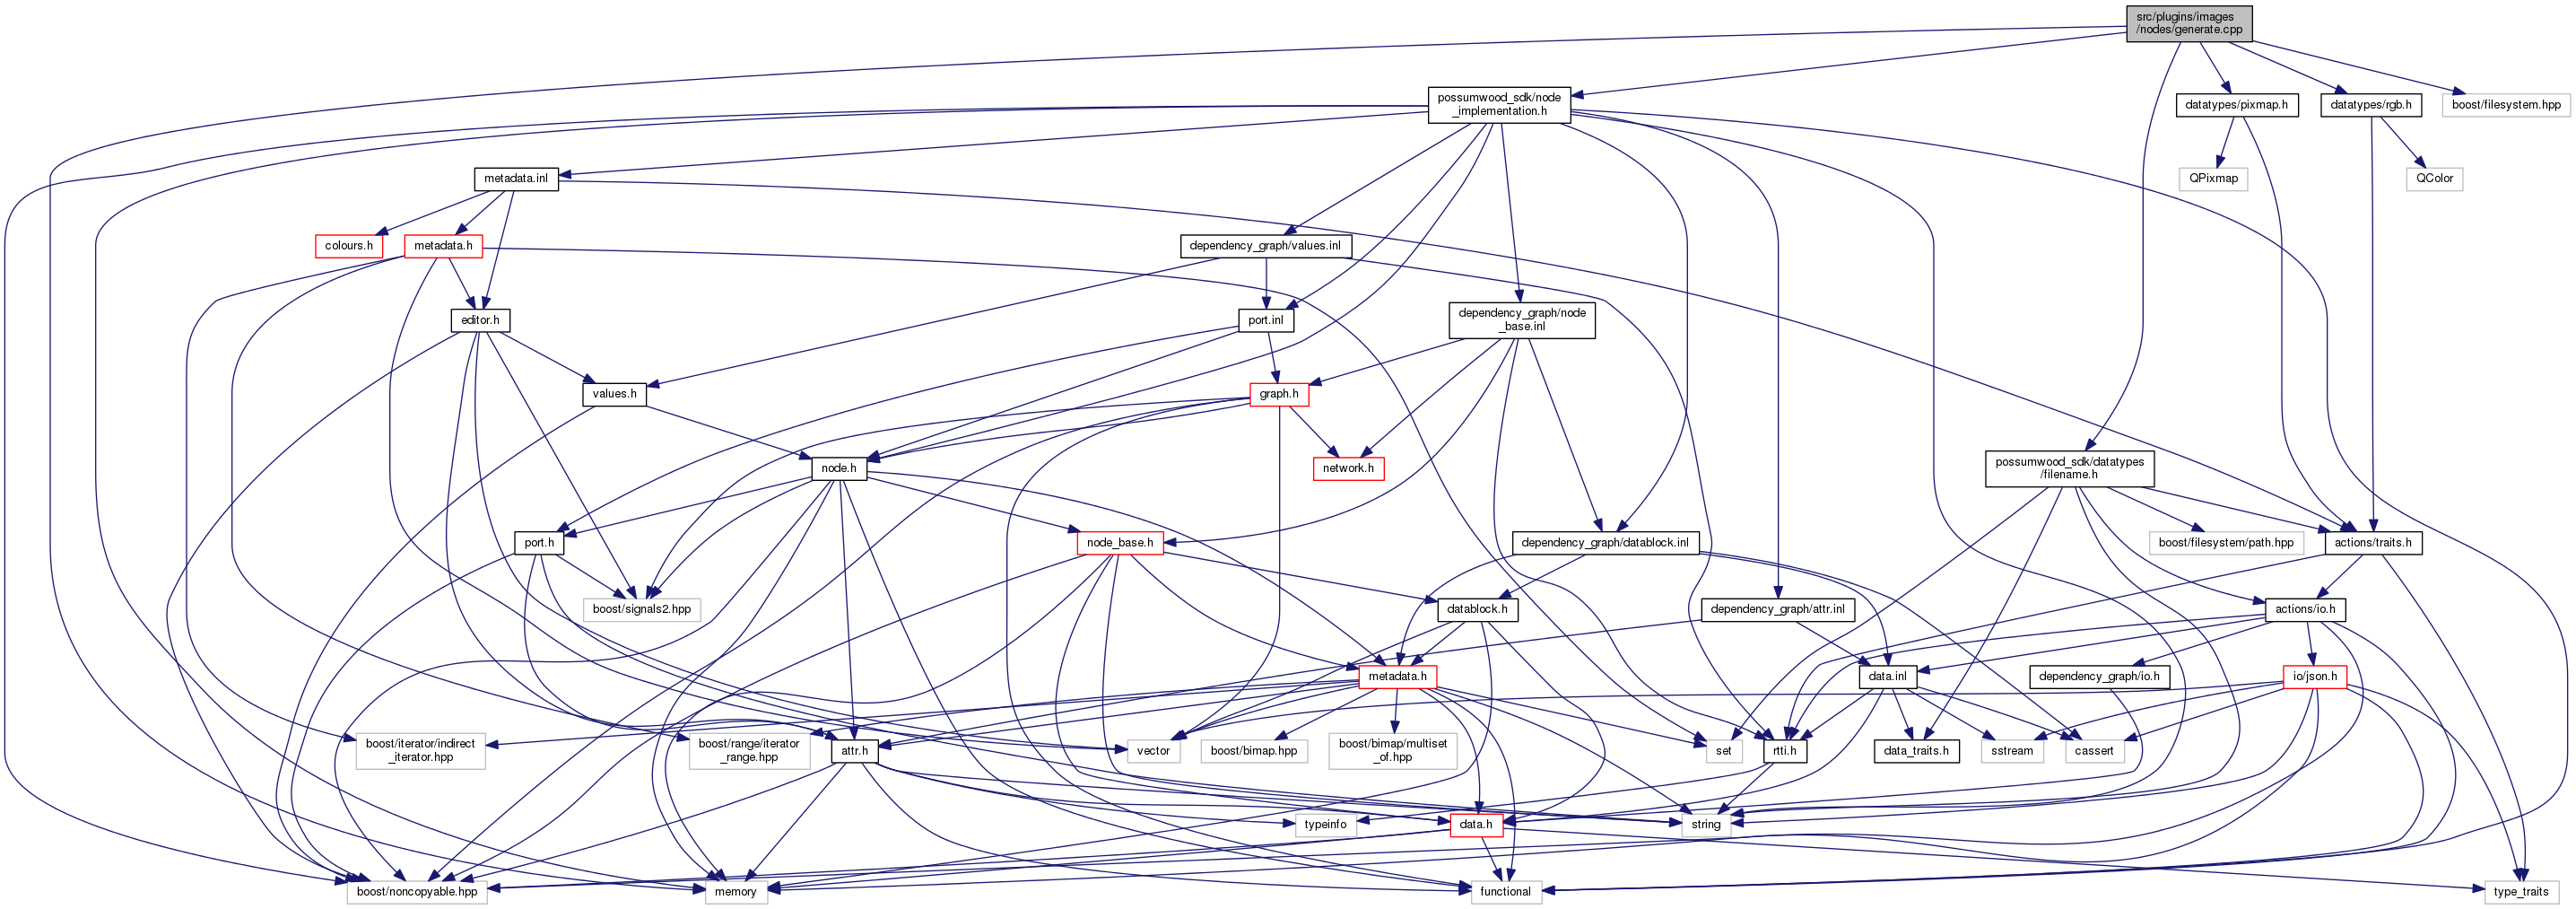 src/plugins/images
/nodes/generate.cpp
possumwood_sdk/node
_implementation.h
datatypes/pixmap.h
datatypes/rgb.h
boost/filesystem.hpp
metadata.inl
QPixmap
QColor
colours.h
metadata.h
dependency_graph/values.inl
editor.h
port.inl
dependency_graph/node
_base.inl
values.h
graph.h
node.h
network.h
possumwood_sdk/datatypes
/filename.h
port.h
node_base.h
dependency_graph/datablock.inl
boost/filesystem/path.hpp
actions/traits.h
boost/signals2.hpp
datablock.h
dependency_graph/attr.inl
actions/io.h
metadata.h
data.inl
dependency_graph/io.h
io/json.h
boost/iterator/indirect
_iterator.hpp
boost/range/iterator
_range.hpp
attr.h
vector
boost/bimap.hpp
boost/bimap/multiset
_of.hpp
set
rtti.h
data_traits.h
sstream
cassert
typeinfo
data.h
string
boost/noncopyable.hpp
memory
functional
type_traits